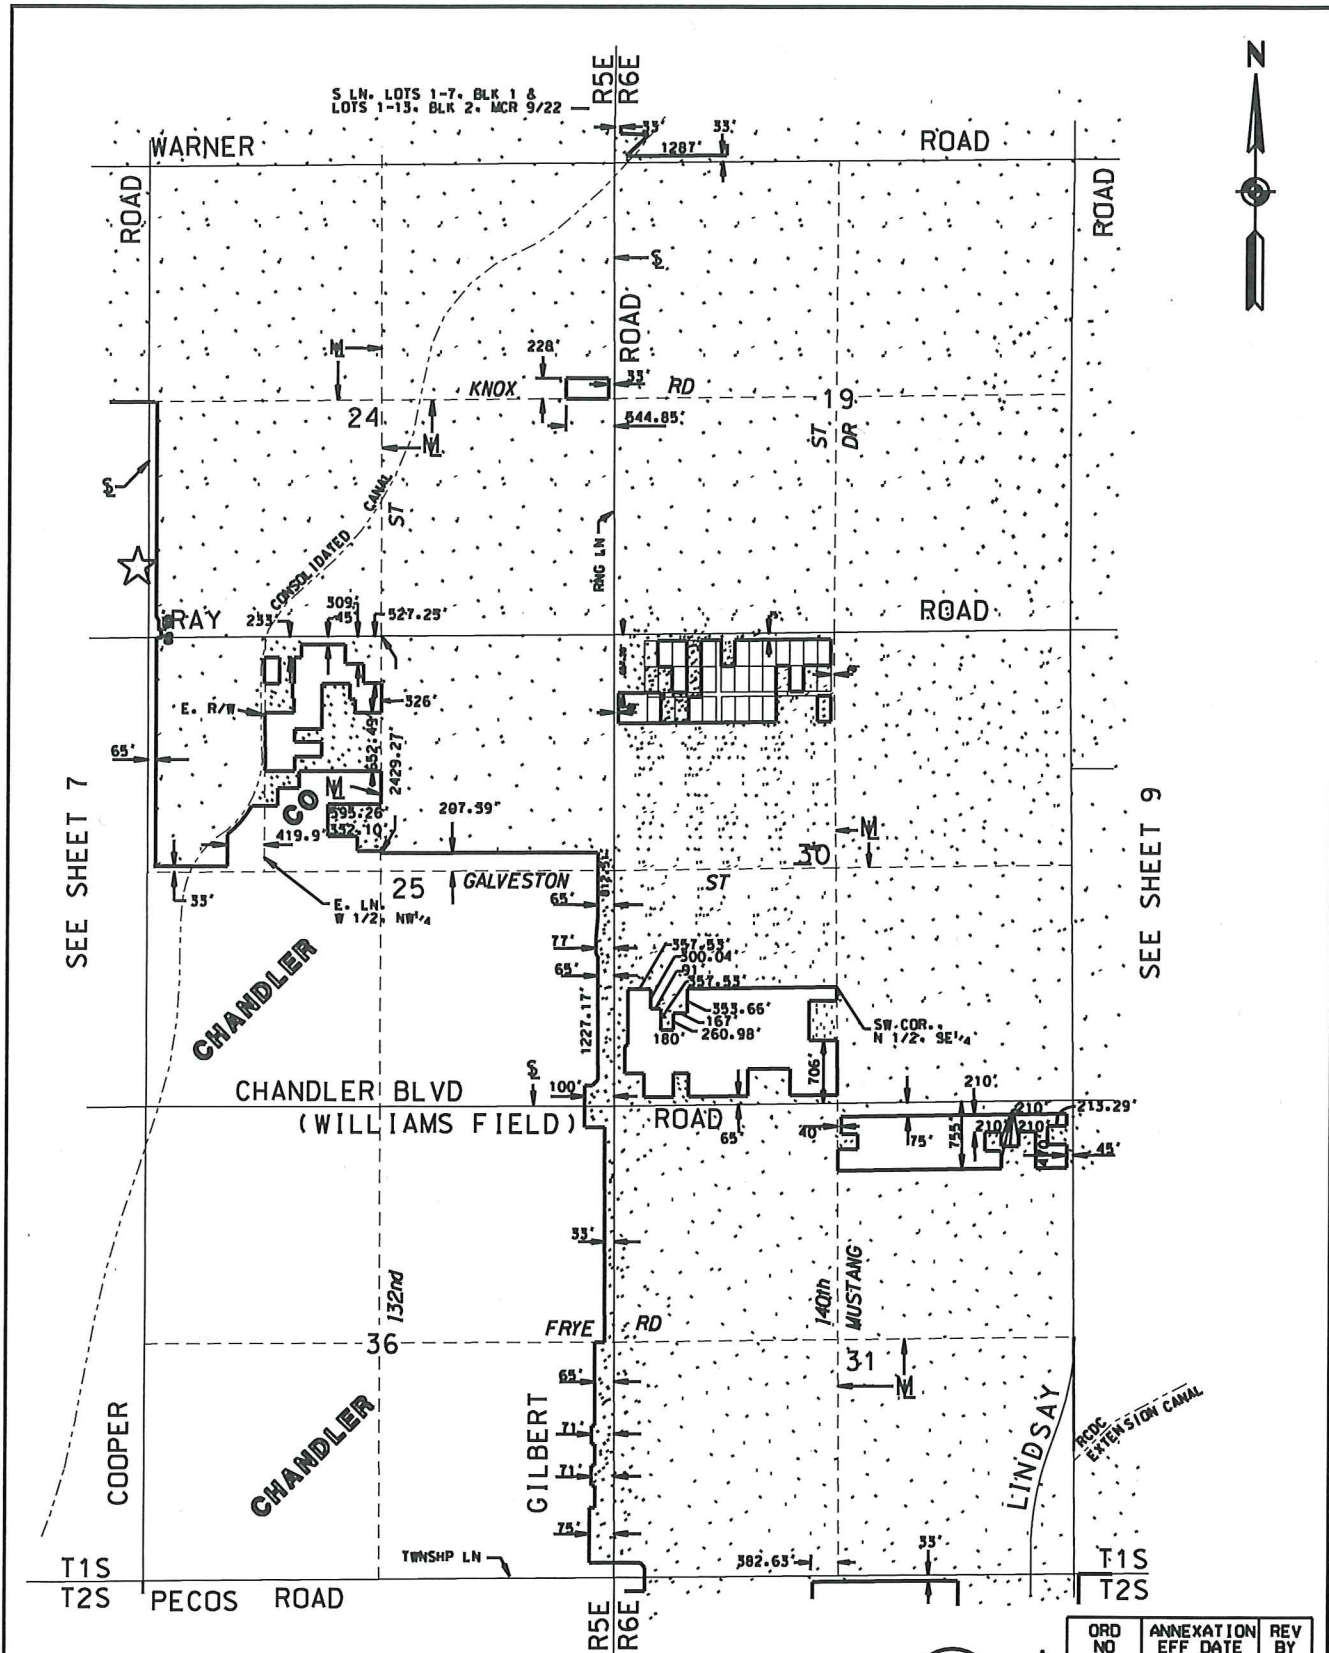 R5E
R6E
N
S LN. LOTS 1-7, BLK 1 &
LOTS 1-13, BLK 2, MCR 9/22
33'
33'
1287'
WARNER
ROAD
ROAD
ROAD
ROAD
228'
M
33'
KNOX
RD
19
24
544.85'
M
ST
DR
CANAL
ST
CONSOLIDATED
RNG LN
RAY
233'
309'
45'
527.25'
ROAD
326'
E. R/W
652.49'
2429.27'
65'
CO
M
207.39'
595.26'
332.10'
419.9'
SEE SHEET 7
SEE SHEET 9
M
30
GALVESTON
ST
25
33'
E. LN.
W 1/2, NW1/4
65'
77'
65'
357.53'
300.04'
91'
357.53'
353.66'
167'
260.98'
180'
1227.17'
SW.COR.,
N 1/2, SE1/4
706'
CHANDLER
CHANDLER BLVD
(WILLIAMS FIELD)
ROAD
100'
65'
40'
75'
755'
210'
210'
213.29'
210'
210'
45'
33'
132nd
140th
MUSTANG
FRYE
RD
36
31
M
65'
71'
71'
75'
COOPER
CHANDLER
GILBERT
LINDSAY
RCDC
EXTENSION CANAL
TWNSHP LN
382.63'
33'
T1S
T2S
PECOS ROAD
T1S
T2S
R5E
R6E
ORD
NO
ANNEXATION
EFF DATE
REV
BY